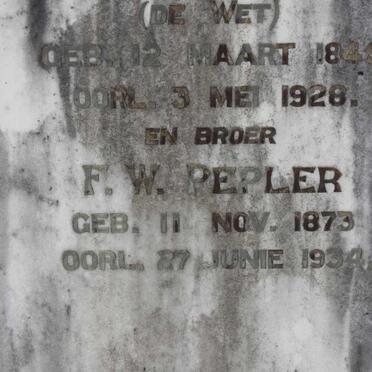 (DE WET)
GEB. 12 MAART 184
OORL. 3 MEI 1928.
EN BROER
F. W. PEPLER
GEB. 11 NOV. 1873
OORL. 27 JUNIE 1934